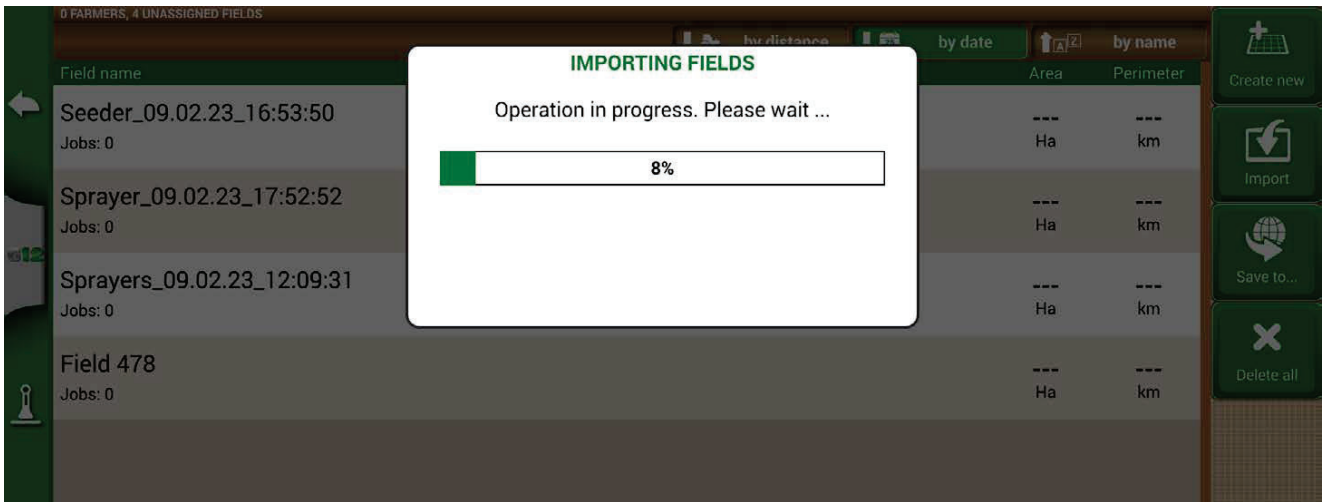 0 FARMERS, 4 UNASSIGNED FIELDS
by distance by date A Z by name
Field name Area Perimeter
Create new
Seeder_09.02.23_16:53:50
Jobs: 0
--- ---
Ha km
Import
Sprayer_09.02.23_17:52:52
Jobs: 0
--- ---
Ha km
Save to...
Sprayers_09.02.23_12:09:31
Jobs: 0
--- ---
Ha km
Delete all
Field 478
Jobs: 0
--- ---
Ha km
12
IMPORTING FIELDS
Operation in progress. Please wait ...
8%